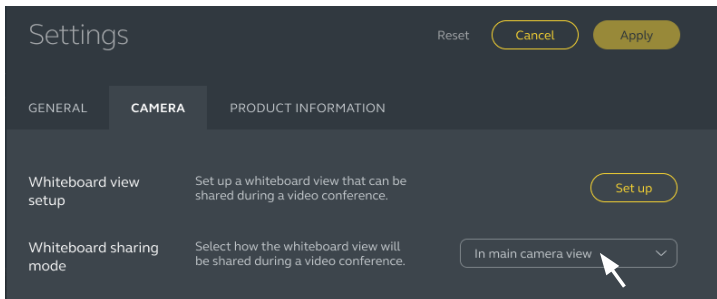 Settings
Reset
Cancel
Apply
GENERAL
CAMERA
PRODUCT INFORMATION
Whiteboard view
setup
Set up a whiteboard view that can be
shared during a video conference.
Set up
Whiteboard sharing
mode
Select how the whiteboard view will
be shared during a video conference.
In main camera view